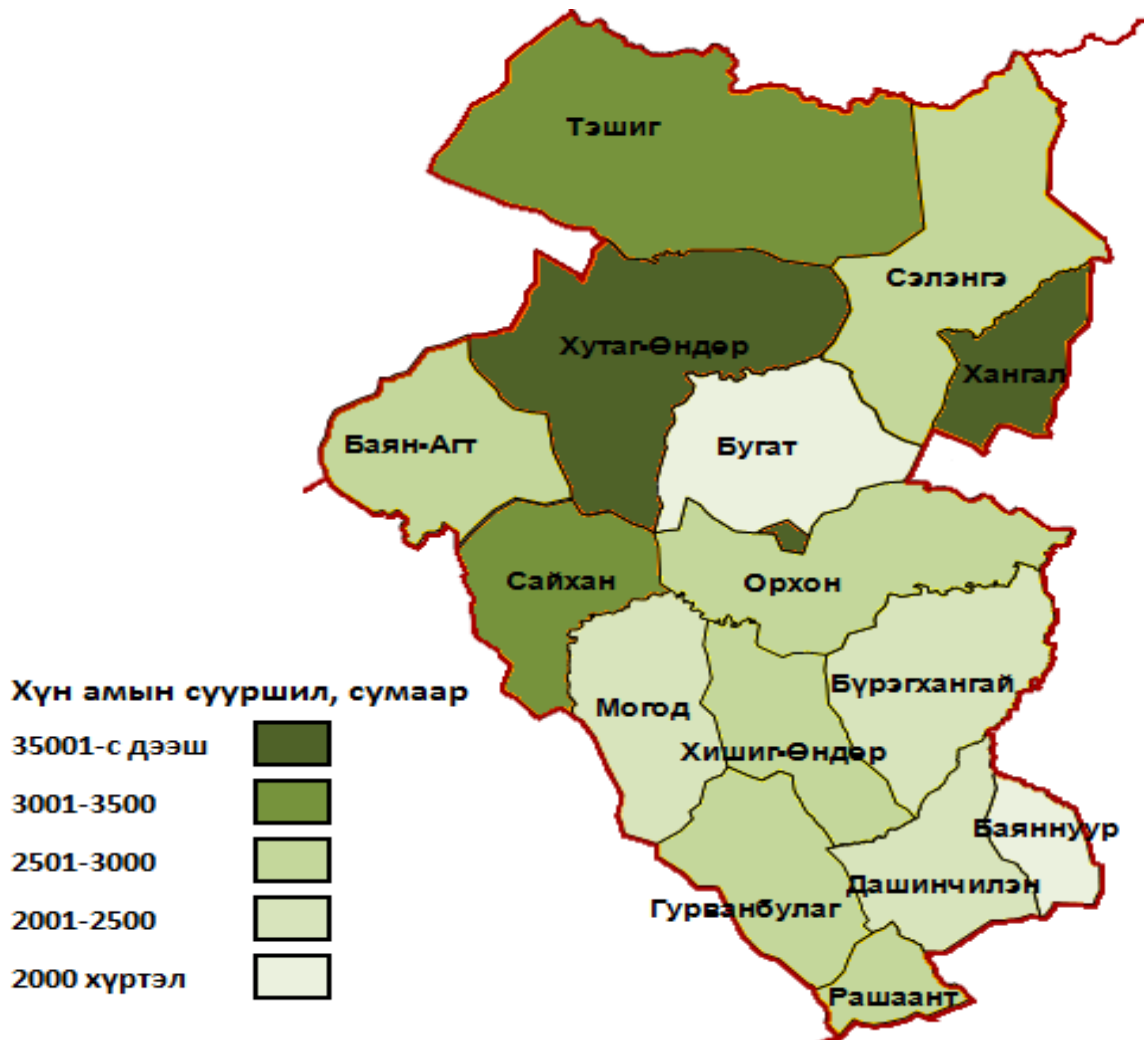 Тэшиг
Сэлэнгэ
Хутаг-Өндөр
Хангал
Баян-Агт
Бугат
Сайхан
Орхон
Бүрэгхангай
Могод
Хишиг-Өндөр
Баяннуур
Дашинчилэн
Гурванбулаг
Рашаант
Хүн амын сууршил, сумаар
35001-с дээш
3001-3500
2501-3000
2001-2500
2000 хүртэл